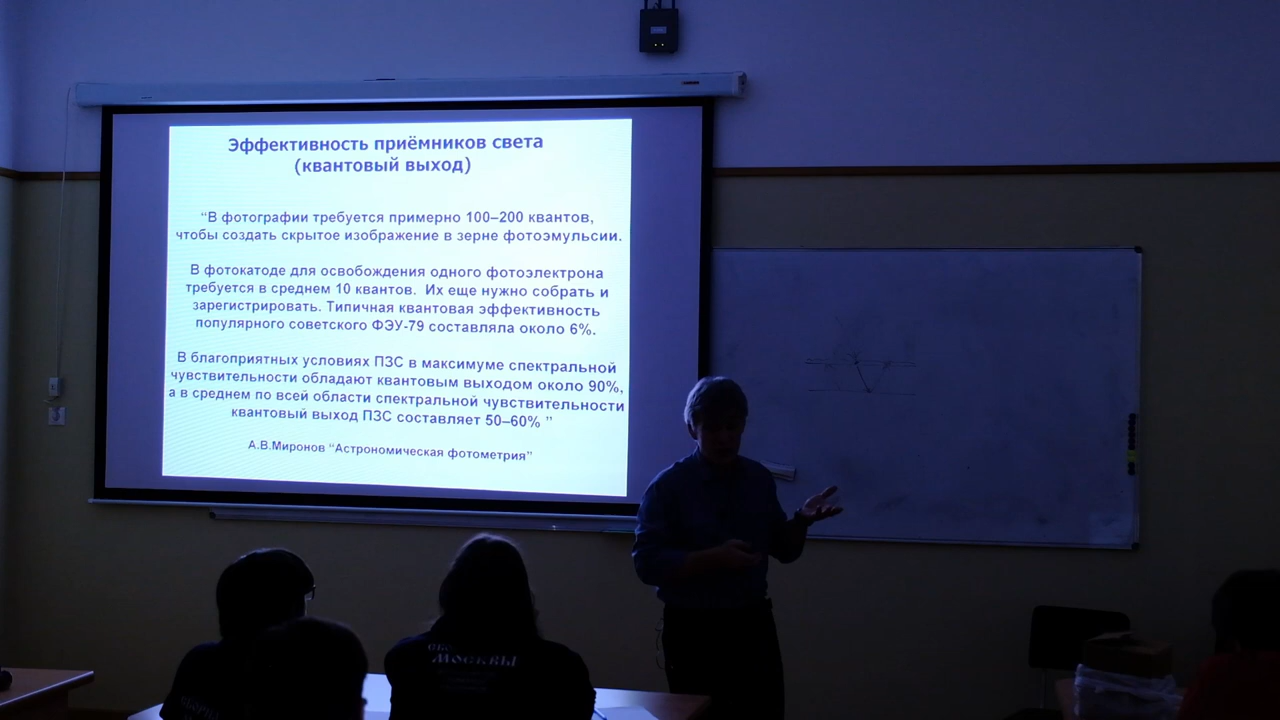 Эффективность приёмников света
(квантовый выход)
“В фотографии требуется примерно 100–200 квантов,
чтобы создать скрытое изображение в зерне фотоэмульсии.
В фотокатоде для освобождения одного фотоэлектрона
требуется в среднем 10 квантов. Их еще нужно собрать и
зарегистрировать. Типичная квантовая эффективность
популярного советского ФЭУ-79 составляла около 6%.
В благоприятных условиях ПЗС в максимуме спектральной
чувствительности обладают квантовым выходом около 90%,
а в среднем по всей области спектральной чувствительности
квантовый выход ПЗС составляет 50–60% ”
А.В.Миронов “Астрономическая фотометрия”
МОСКВЫ